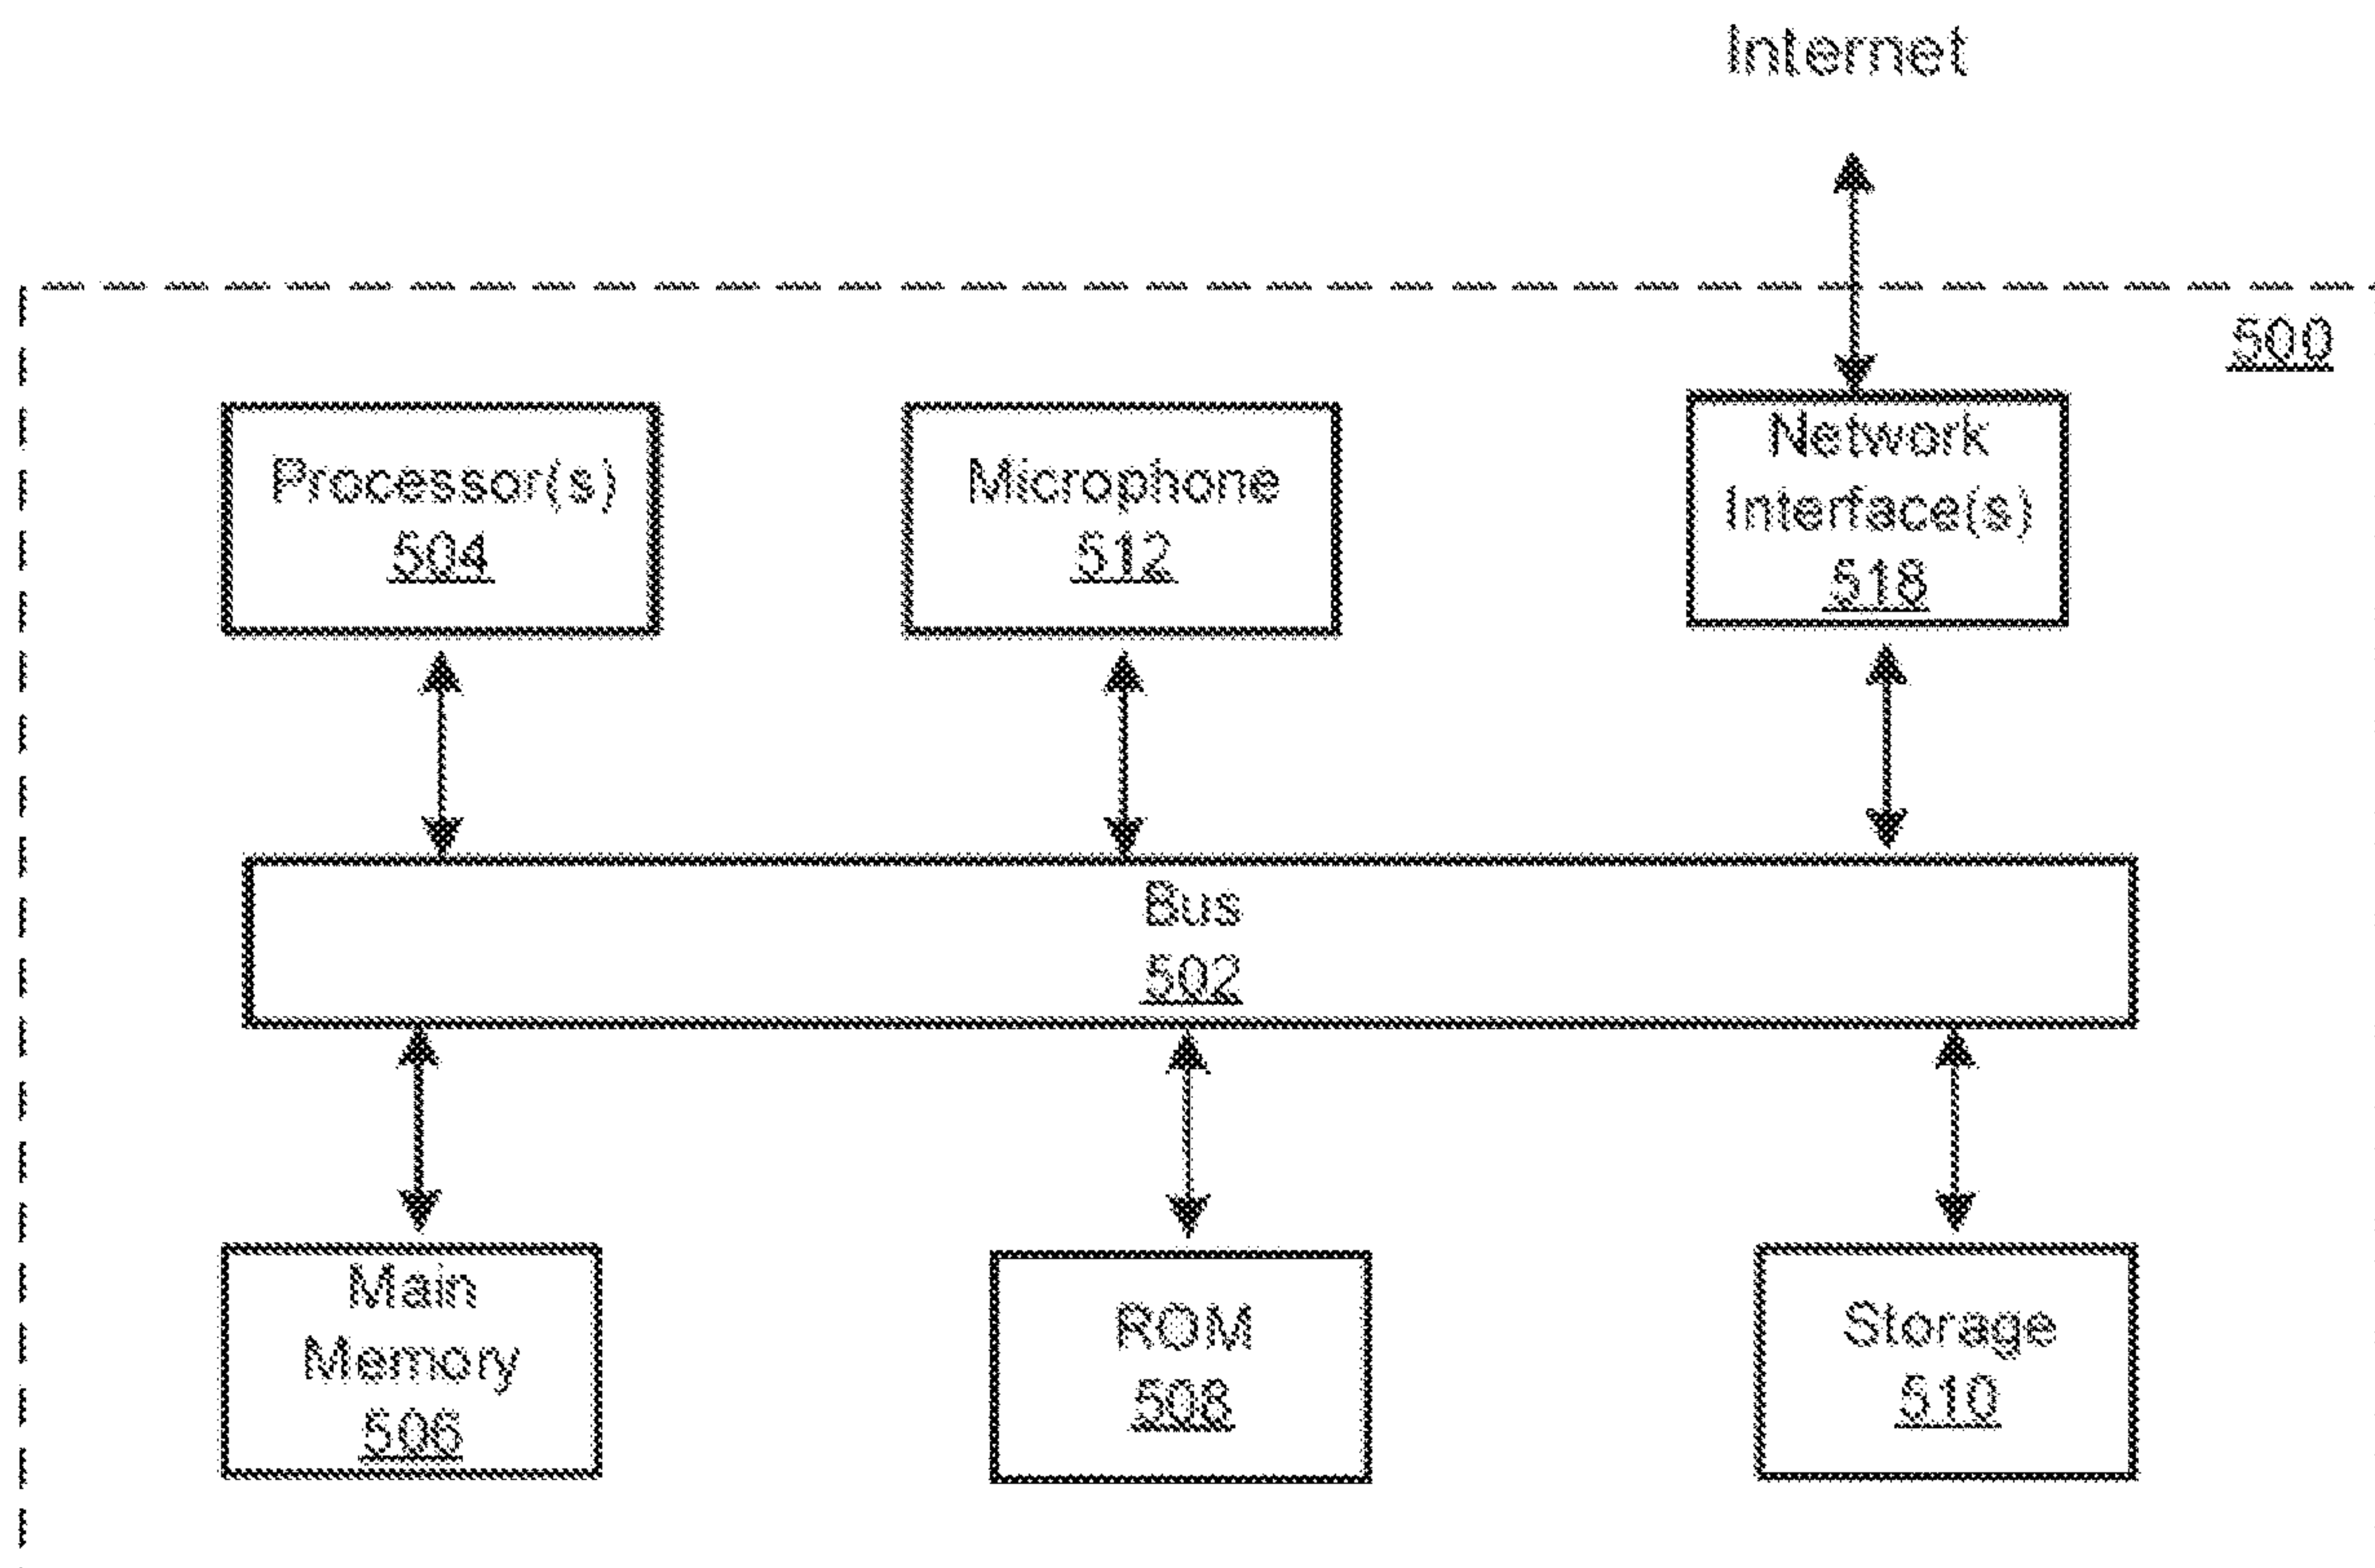 Internet
500
Processor(s)
504
Microphone
512
Network
Interface(s)
518
Bus
502
Main
Memory
506
ROM
508
Storage
510